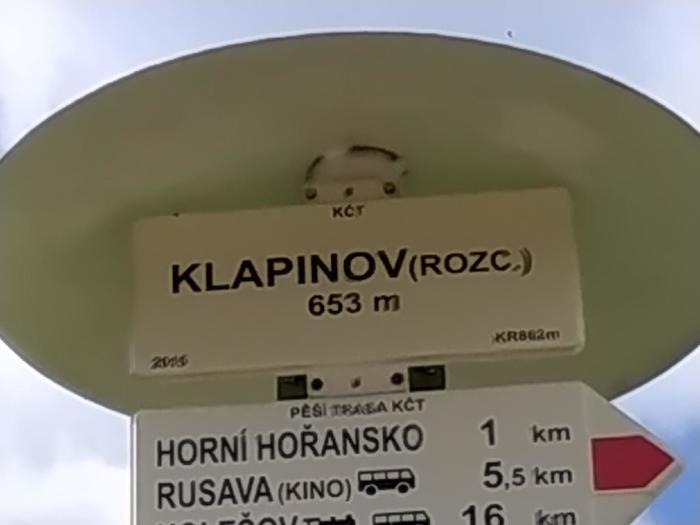 KČT
KLAPINOV (ROZC.)
653 m
KR862m
PĚŠÍ TRASA KČT
HORNÍ HOŘANSKO 1 km
RUSAVA (KINO) 5,5 km
HOLEŠOV 16 km